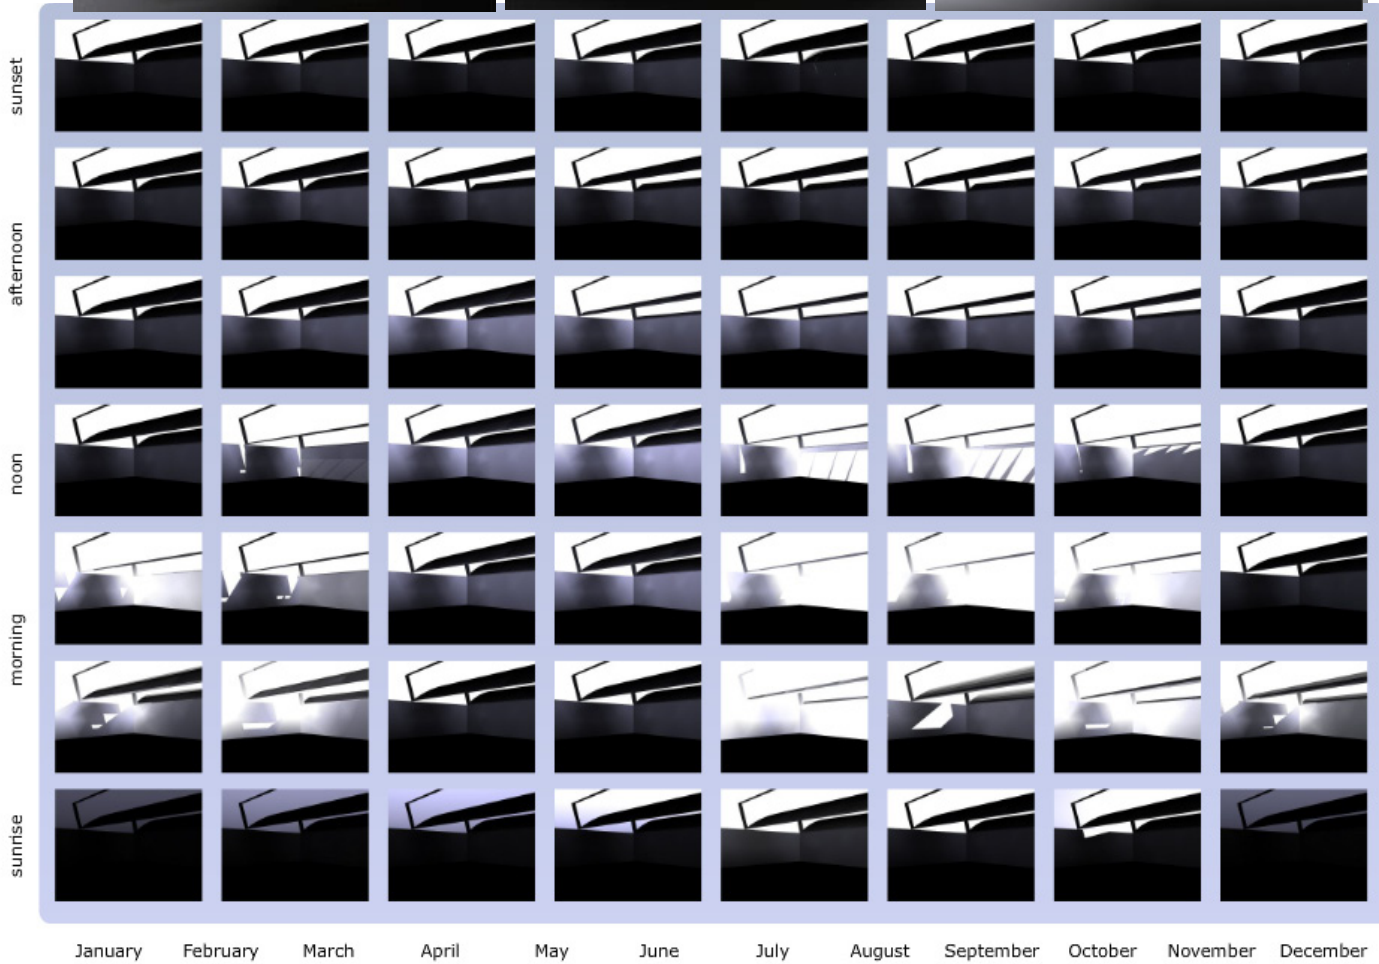 sunset
afternoon
noon
morning
sunrise
January February March April May June July August September October November December